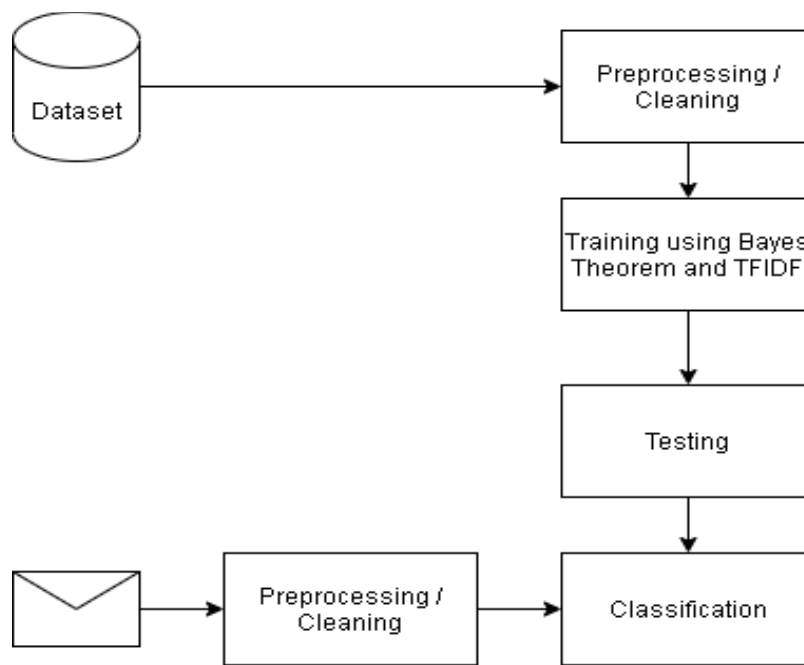 Dataset
Preprocessing /
Cleaning
Training using Bayes
Theorem and TFIDF
Testing
Preprocessing /
Cleaning
Classification